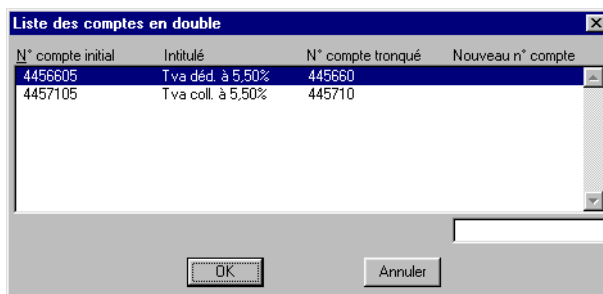 Liste des comptes en double
N° compte initial Intitulé N° compte tronqué Nouveau n° compte
4456605 Tva déd. à 5,50% 445660
4457105 Tva coll. à 5,50% 445710
OK Annuler